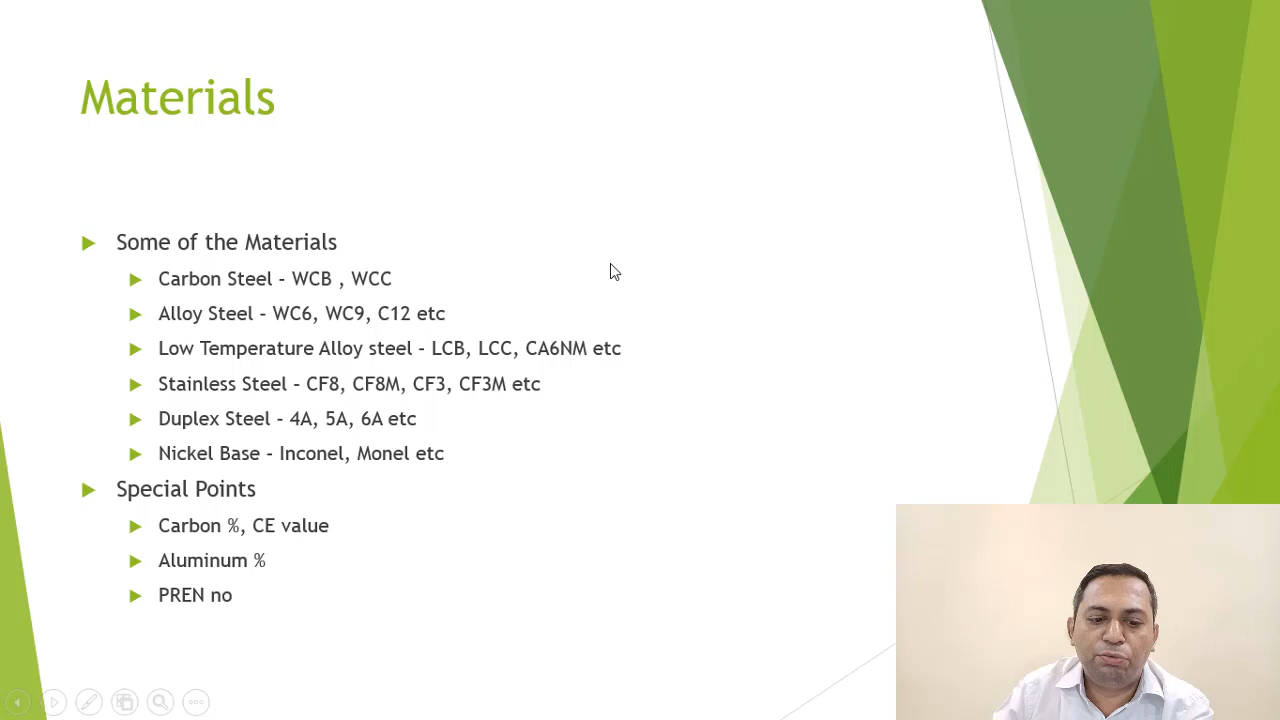 Materials
Some of the Materials
Carbon Steel - WCB , WCC
Alloy Steel - WC6, WC9, C12 etc
Low Temperature Alloy steel - LCB, LCC, CA6NM etc
Stainless Steel - CF8, CF8M, CF3, CF3M etc
Duplex Steel - 4A, 5A, 6A etc
Nickel Base - Inconel, Monel etc
Special Points
Carbon %, CE value
Aluminum %
PREN no